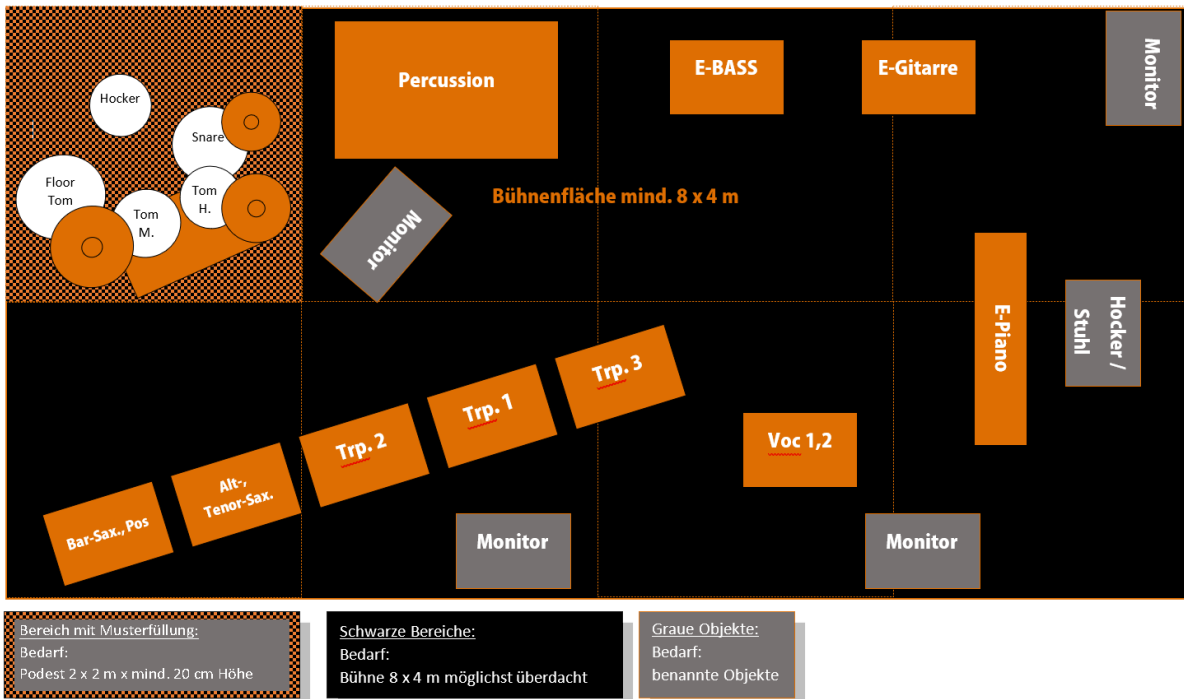 Hocker
Snare
Floor
Tom
Tom
H.
Tom
M.
Percussion
E-BASS
E-Gitarre
Monitor
Bühnenfläche mind. 8 x 4 m
Monitor
E-Piano
Hocker /
Stuhl
Trp. 3
Trp. 1
Trp. 2
Alt-,
Tenor-Sax.
Bar-Sax., Pos
Voc 1,2
Monitor
Monitor
Bereich mit Musterfüllung:
Bedarf:
Podest 2 x 2 m x mind. 20 cm Höhe
Schwarze Bereiche:
Bedarf:
Bühne 8 x 4 m möglichst überdacht
Graue Objekte:
Bedarf:
benannte Objekte